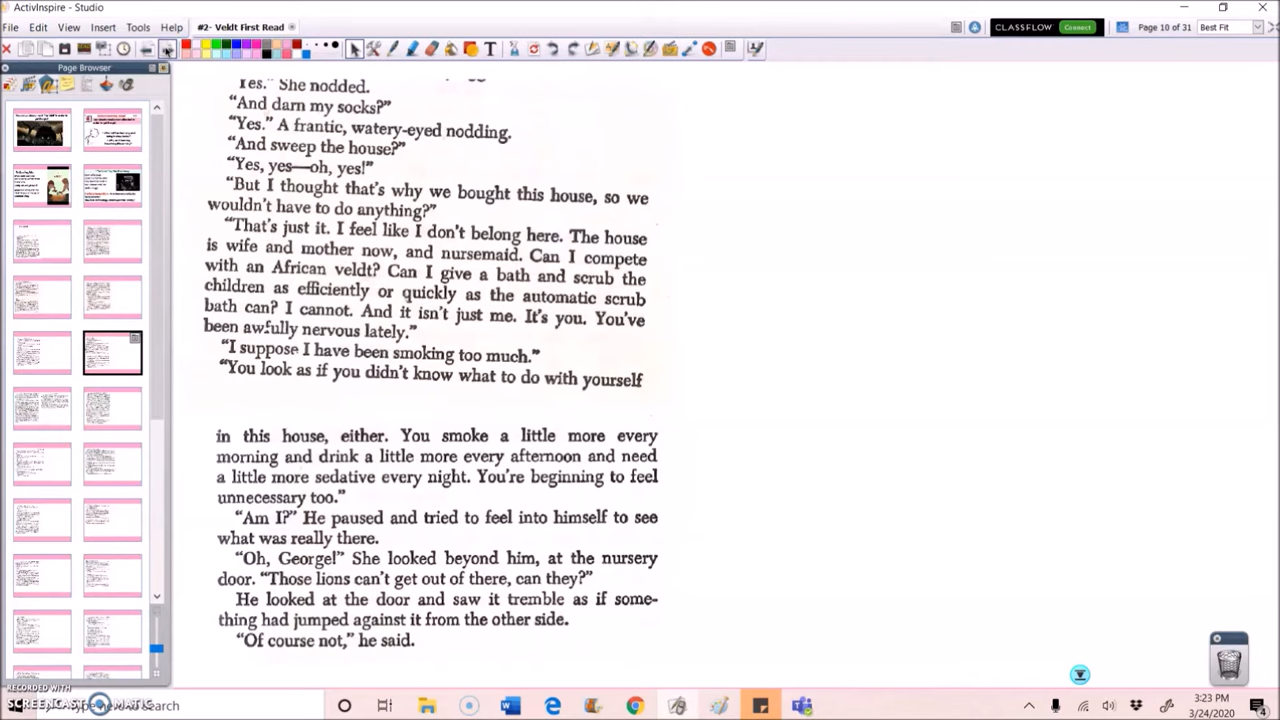 ActivInspire - Studio
File Edit View Insert Tools Help #2- Veldt First Read CLASSFLOW Connect Page 10 of 31 Best Fit
Page Browser
Yes." She nodded.
"And darn my socks?"
"Yes." A frantic, watery-eyed nodding.
"And sweep the house?"
"Yes, yes—oh, yes!"
"But I thought that's why we bought this house, so we
wouldn't have to do anything?"
"That's just it. I feel like I don't belong here. The house
is wife and mother now, and nursemaid. Can I compete
with an African veldt? Can I give a bath and scrub the
children as efficiently or quickly as the automatic scrub
bath can? I cannot. And it isn't just me. It's you. You've
been awfully nervous lately."
"I suppose I have been smoking too much."
"You look as if you didn't know what to do with yourself
in this house, either. You smoke a little more every
morning and drink a little more every afternoon and need
a little more sedative every night. You're beginning to feel
unnecessary too."
"Am I?" He paused and tried to feel into himself to see
what was really there.
"Oh, George!" She looked beyond him, at the nursery
door. "Those lions can't get out of there, can they?"
He looked at the door and saw it tremble as if some-
thing had jumped against it from the other side.
"Of course not," he said.
RECORDED WITH
SCREENCAST MATIC
here to search
3:23 PM
3/24/2020